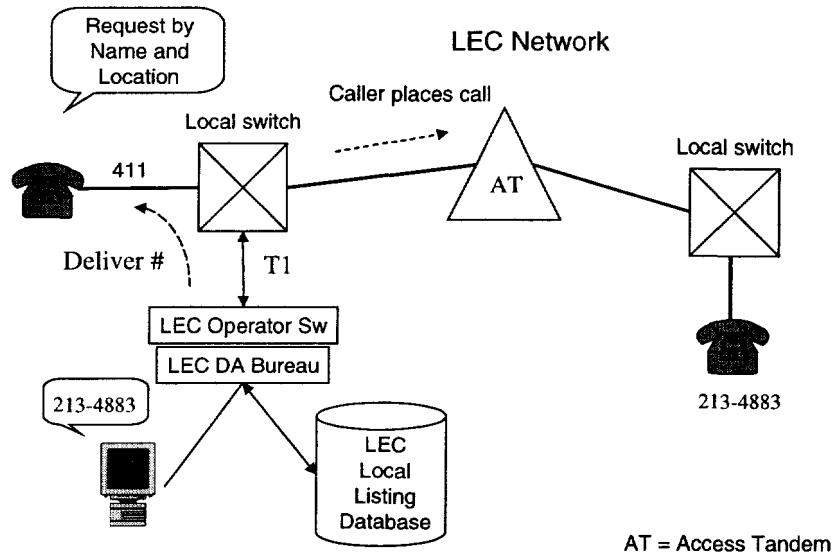 Request by
Name and
Location
LEC Network
Caller places call
Local switch
Local switch
411
AT
Deliver #
T1
LEC Operator Sw
LEC DA Bureau
213-4883
213-4883
LEC
Local
Listing
Database
AT = Access Tandem